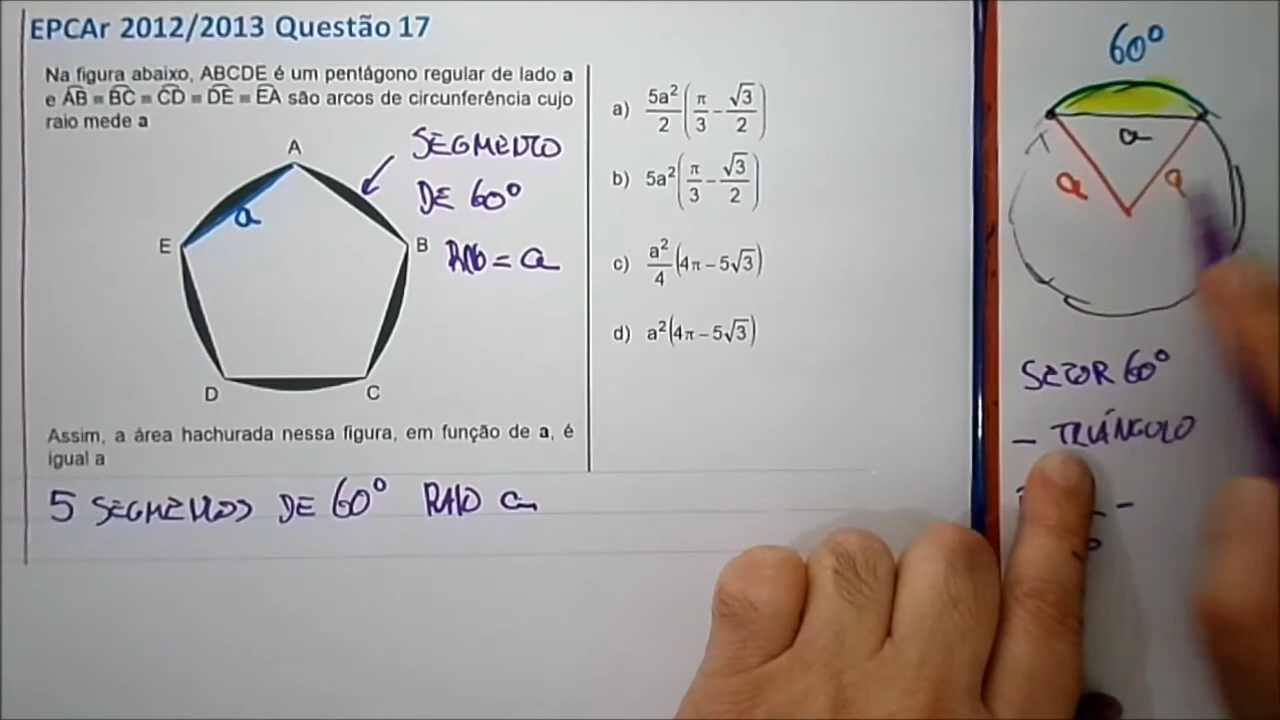 EPCAr 2012/2013 Questão 17
Na figura abaixo, ABCDE é um pentágono regular de lado a
e AB = BC = CD = DE = EA são arcos de circunferência cujo
raio mede a
A
E
B
D
C
a
SEGMENTO
DE 60°
RAIO = a
Assim, a área hachurada nessa figura, em função de a, é
igual a
5 SEGMENTOS DE 60° RAIO a
a) 5a²/2 (π/3 − √3/2)
b) 5a² (π/3 − √3/2)
c) a²/4 (4π − 5√3)
d) a² (4π − 5√3)
60°
a
a
a
SETOR 60°
− TRIÂNGULO
−